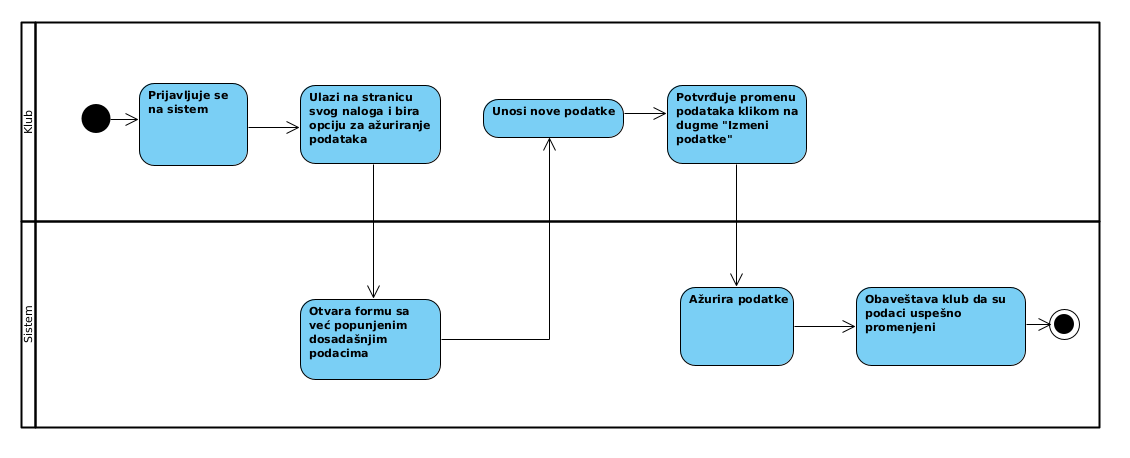 Klub
Prijavljuje se
na sistem
Ulazi na stranicu
svog naloga i bira
opciju za ažuriranje
podataka
Unosi nove podatke
Potvrđuje promenu
podataka klikom na
dugme "Izmeni
podatke"
Sistem
Otvara formu sa
već popunjenim
dosadašnjim
podacima
Ažurira podatke
Obaveštava klub da su
podaci uspešno
promenjeni